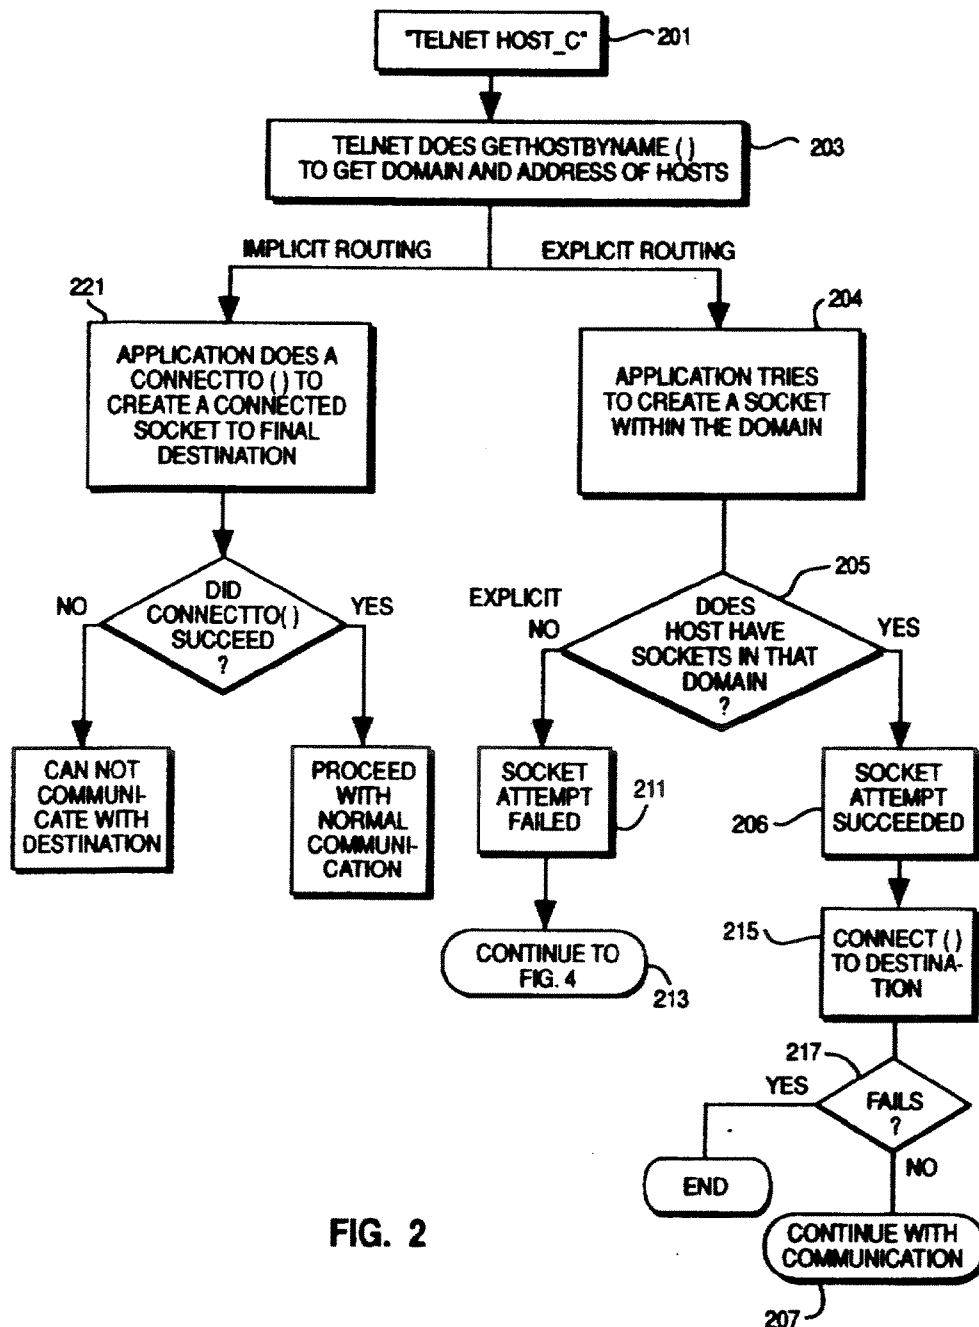 "TELNET HOST_C"
201
TELNET DOES GETHOSTBYNAME ( )
TO GET DOMAIN AND ADDRESS OF HOSTS
203
IMPLICIT ROUTING
EXPLICIT ROUTING
221
APPLICATION DOES A
CONNECTTO ( ) TO
CREATE A CONNECTED
SOCKET TO FINAL
DESTINATION
204
APPLICATION TRIES
TO CREATE A SOCKET
WITHIN THE DOMAIN
NO
DID
CONNECTTO( )
SUCCEED
?
YES
EXPLICIT
NO
205
DOES
HOST HAVE
SOCKETS IN THAT
DOMAIN
?
YES
CAN NOT
COMMUNI-
CATE WITH
DESTINATION
PROCEED
WITH
NORMAL
COMMUNI-
CATION
SOCKET
ATTEMPT
FAILED
211
206
SOCKET
ATTEMPT
SUCCEEDED
CONTINUE TO
FIG. 4
213
215
CONNECT ( )
TO DESTINA-
TION
217
YES
FAILS
?
NO
END
CONTINUE WITH
COMMUNICATION
207
FIG. 2